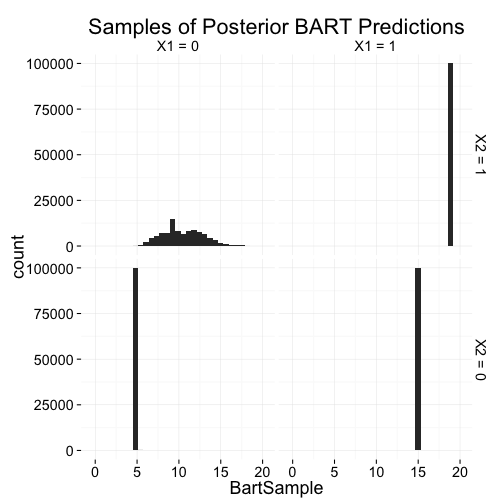 Samples of Posterior BART Predictions
X1 = 0 X1 = 1
100000
75000
50000
25000
0
X2 = 1
count
100000
75000
50000
25000
0
X2 = 0
0 5 10 15 20 0 5 10 15 20
BartSample